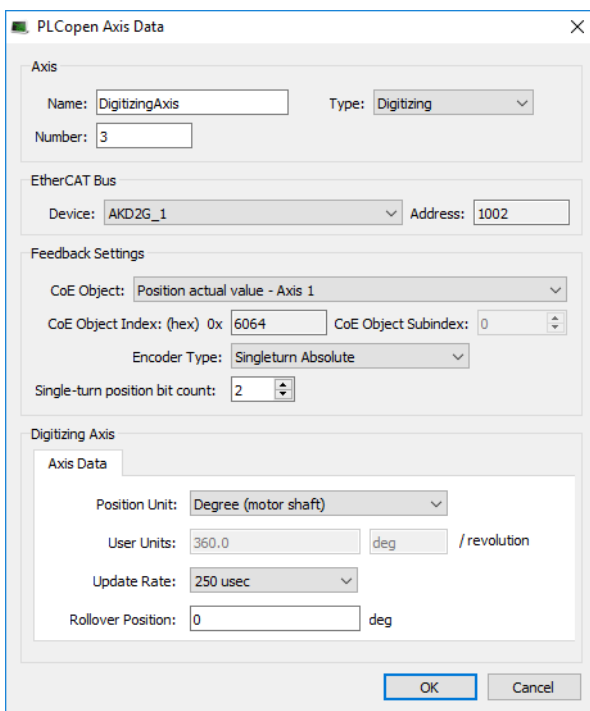 PLCopen Axis Data
Axis
Name: DigitizingAxis Type: Digitizing
Number: 3
EtherCAT Bus
Device: AKD2G_1 Address: 1002
Feedback Settings
CoE Object: Position actual value - Axis 1
CoE Object Index: (hex) 0x 6064 CoE Object Subindex: 0
Encoder Type: Singleturn Absolute
Single-turn position bit count: 2
Digitizing Axis
Axis Data
Position Unit: Degree (motor shaft)
User Units: 360.0 deg / revolution
Update Rate: 250 usec
Rollover Position: 0 deg
OK Cancel